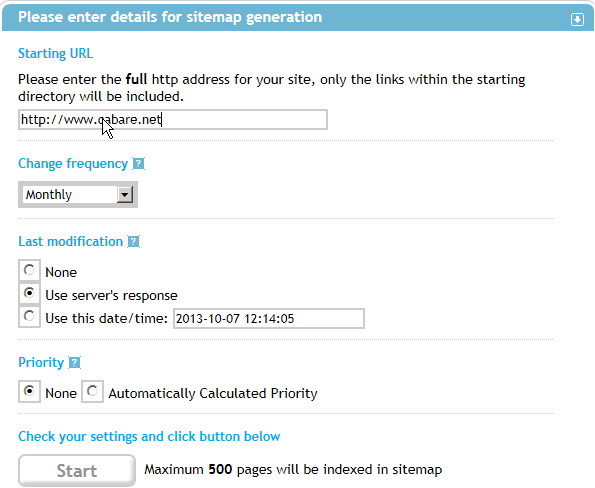 Please enter details for sitemap generation
Starting URL
Please enter the full http address for your site, only the links within the starting
directory will be included.
http://www.cabare.net
Change frequency ?
Monthly
Last modification ?
None
Use server's response
Use this date/time: 2013-10-07 12:14:05
Priority ?
None Automatically Calculated Priority
Check your settings and click button below
Start Maximum 500 pages will be indexed in sitemap